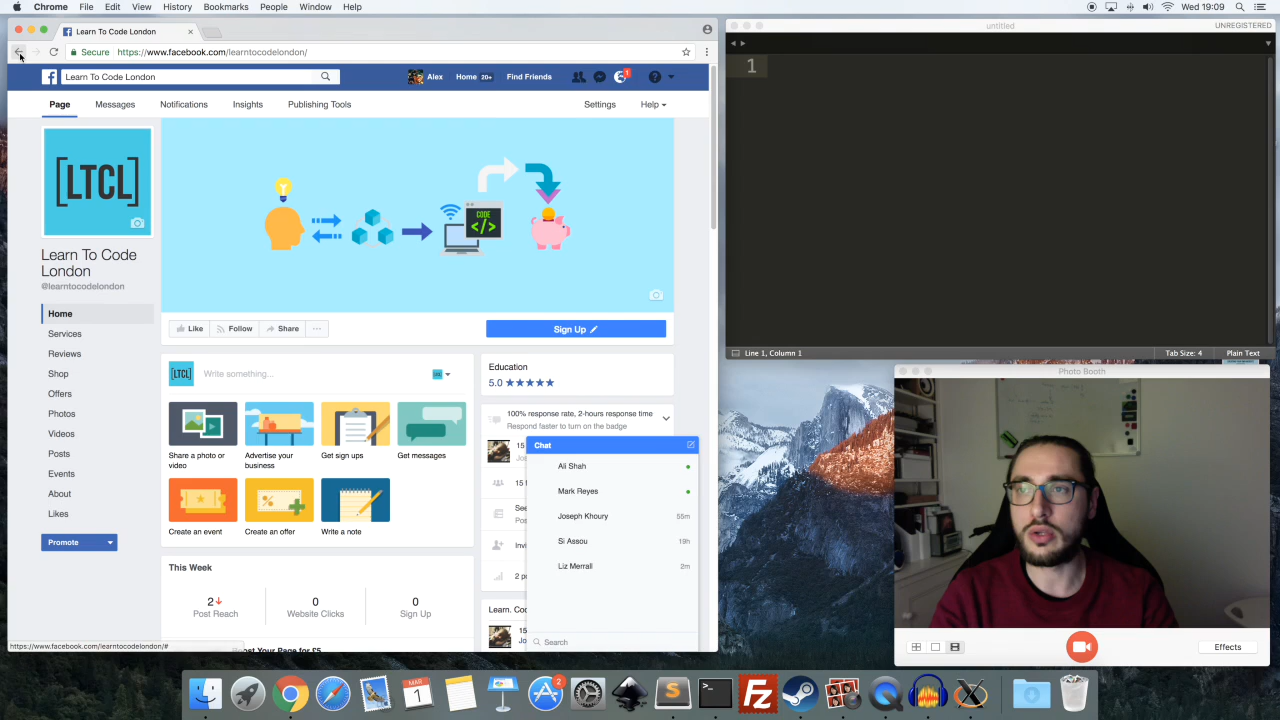 Chrome File Edit View History Bookmarks People Window Help
Wed 19:09
Learn To Code London
Secure https://www.facebook.com/learntocodelondon/
Learn To Code London
Alex Home 20+ Find Friends
1
Page Messages Notifications Insights Publishing Tools Settings Help
[LTCL]
CODE
</>
Learn To Code
London
@learntocodelondon
Home
Services
Reviews
Shop
Offers
Photos
Videos
Posts
Events
About
Likes
Promote
Like Follow Share ...
Sign Up
[LTCL] Write something...
Share a photo or
video
Advertise your
business
Get sign ups
Get messages
Create an event
Create an offer
Write a note
This Week
2
Post Reach
0
Website Clicks
0
Sign Up
Education
5.0
100% response rate, 2-hours response time
Respond faster to turn on the badge
Chat
Ali Shah
Mark Reyes
Joseph Khoury 55m
Si Assou 19h
Liz Merrall 2m
Search
https://www.facebook.com/learntocodelondon/#
untitled
UNREGISTERED
1
Line 1, Column 1
Tab Size: 4 Plain Text
Photo Booth
Effects
MAR
1
2